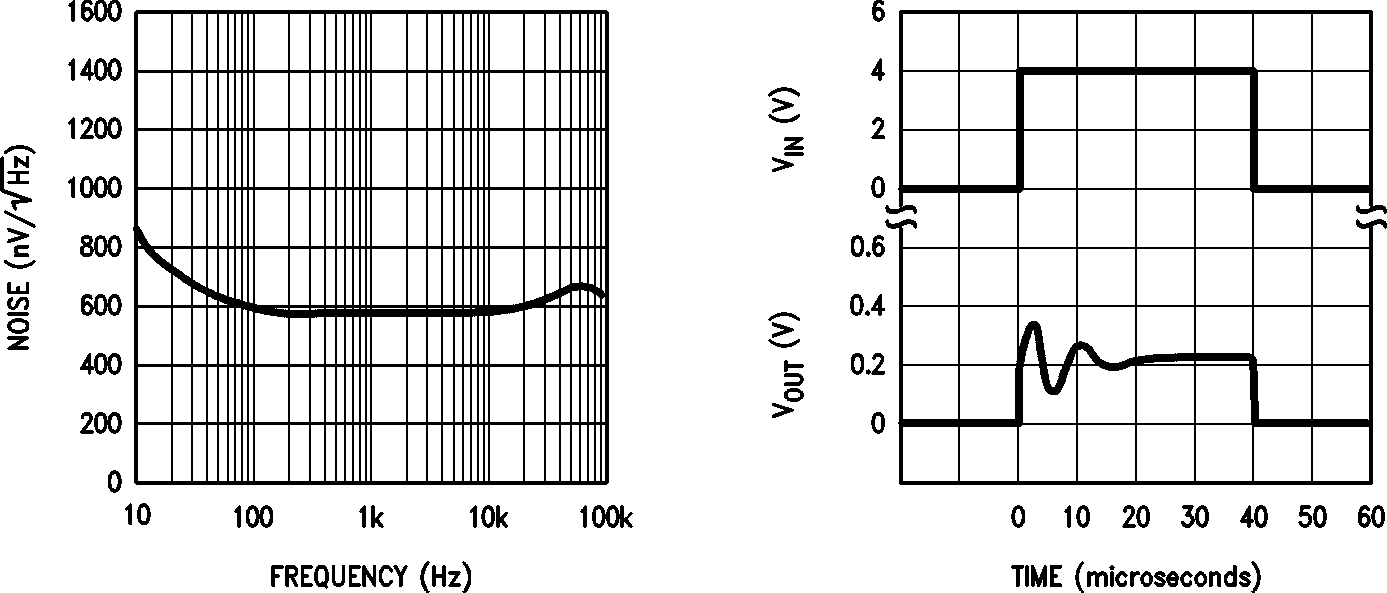 NOISE (nV/√Hz)
1600
1400
1200
1000
800
600
400
200
0
10 100 1k 10k 100k
FREQUENCY (Hz)
VIN (V)
6
4
2
0
VOUT (V)
0.6
0.4
0.2
0
0 10 20 30 40 50 60
TIME (microseconds)